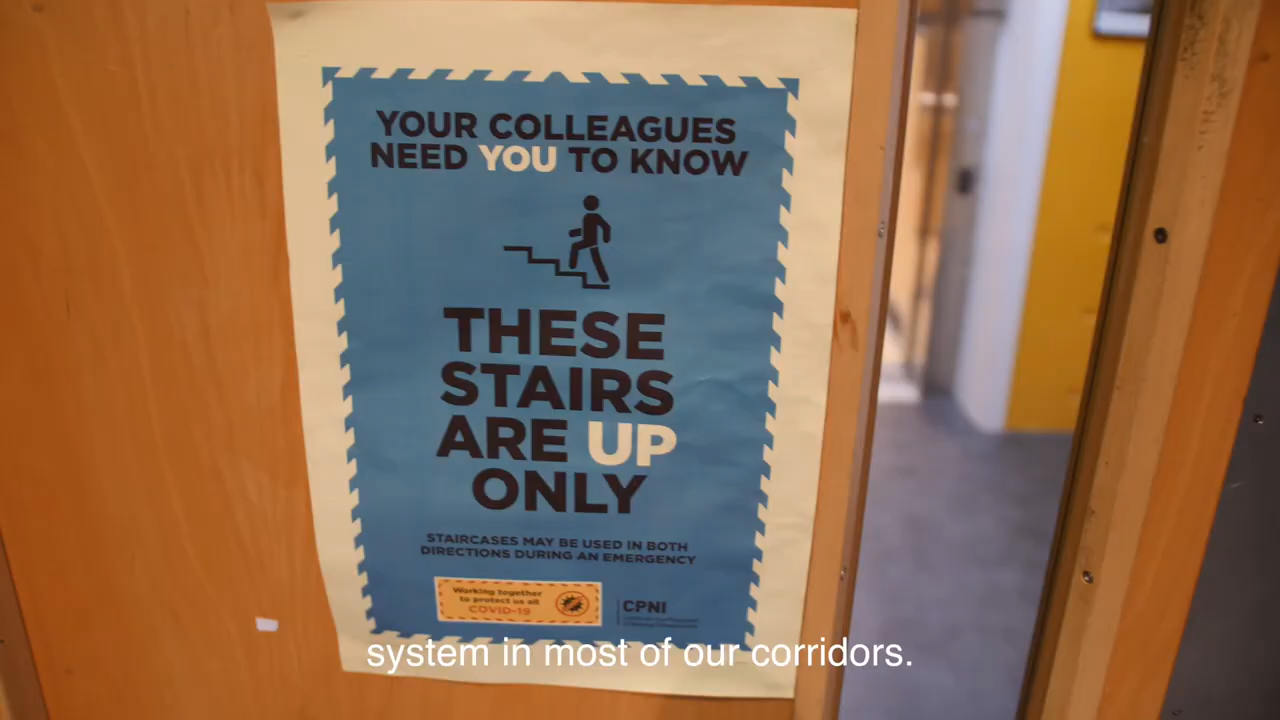 YOUR COLLEAGUES
NEED YOU TO KNOW
THESE
STAIRS
ARE UP
ONLY
STAIRCASES MAY BE USED IN BOTH
DIRECTIONS DURING AN EMERGENCY
Working together
to protect us all
COVID-19
CPNI
system in most of our corridors.